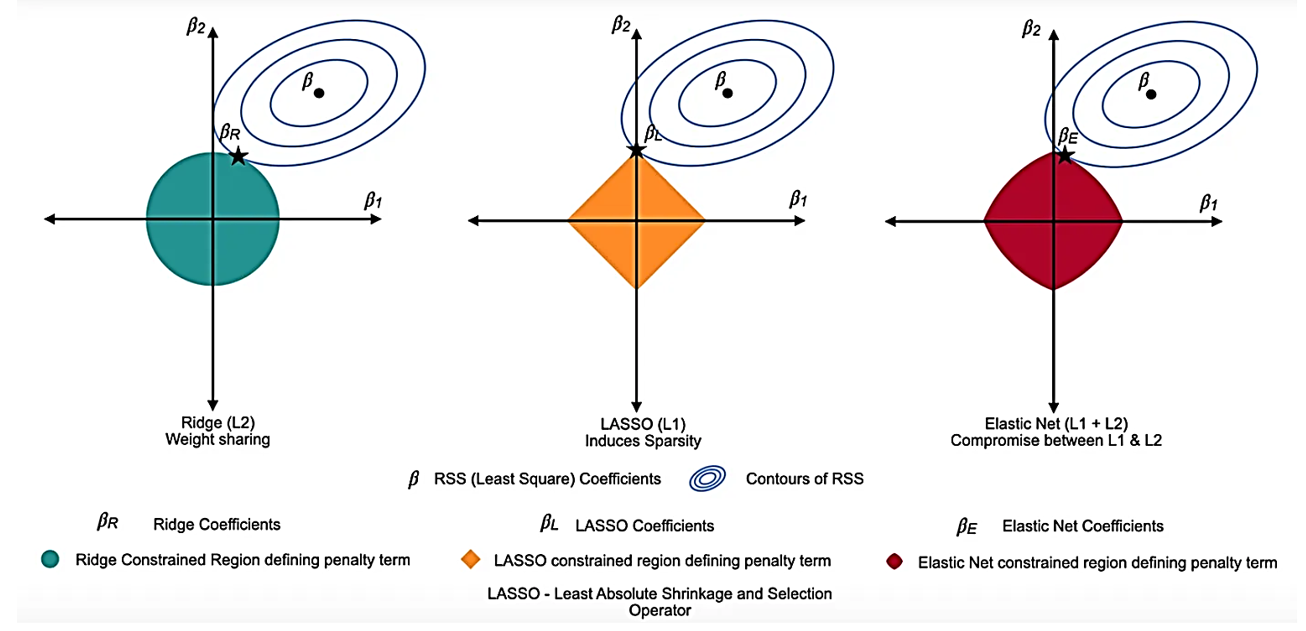 β2
β
βR
β1
Ridge (L2)
Weight sharing
β2
β
βL
β1
LASSO (L1)
Induces Sparsity
β2
β
βE
β1
Elastic Net (L1 + L2)
Compromise between L1 & L2
β RSS (Least Square) Coefficients
Contours of RSS
βR Ridge Coefficients
βL LASSO Coefficients
βE Elastic Net Coefficients
Ridge Constrained Region defining penalty term
LASSO constrained region defining penalty term
Elastic Net constrained region defining penalty term
LASSO - Least Absolute Shrinkage and Selection
Operator